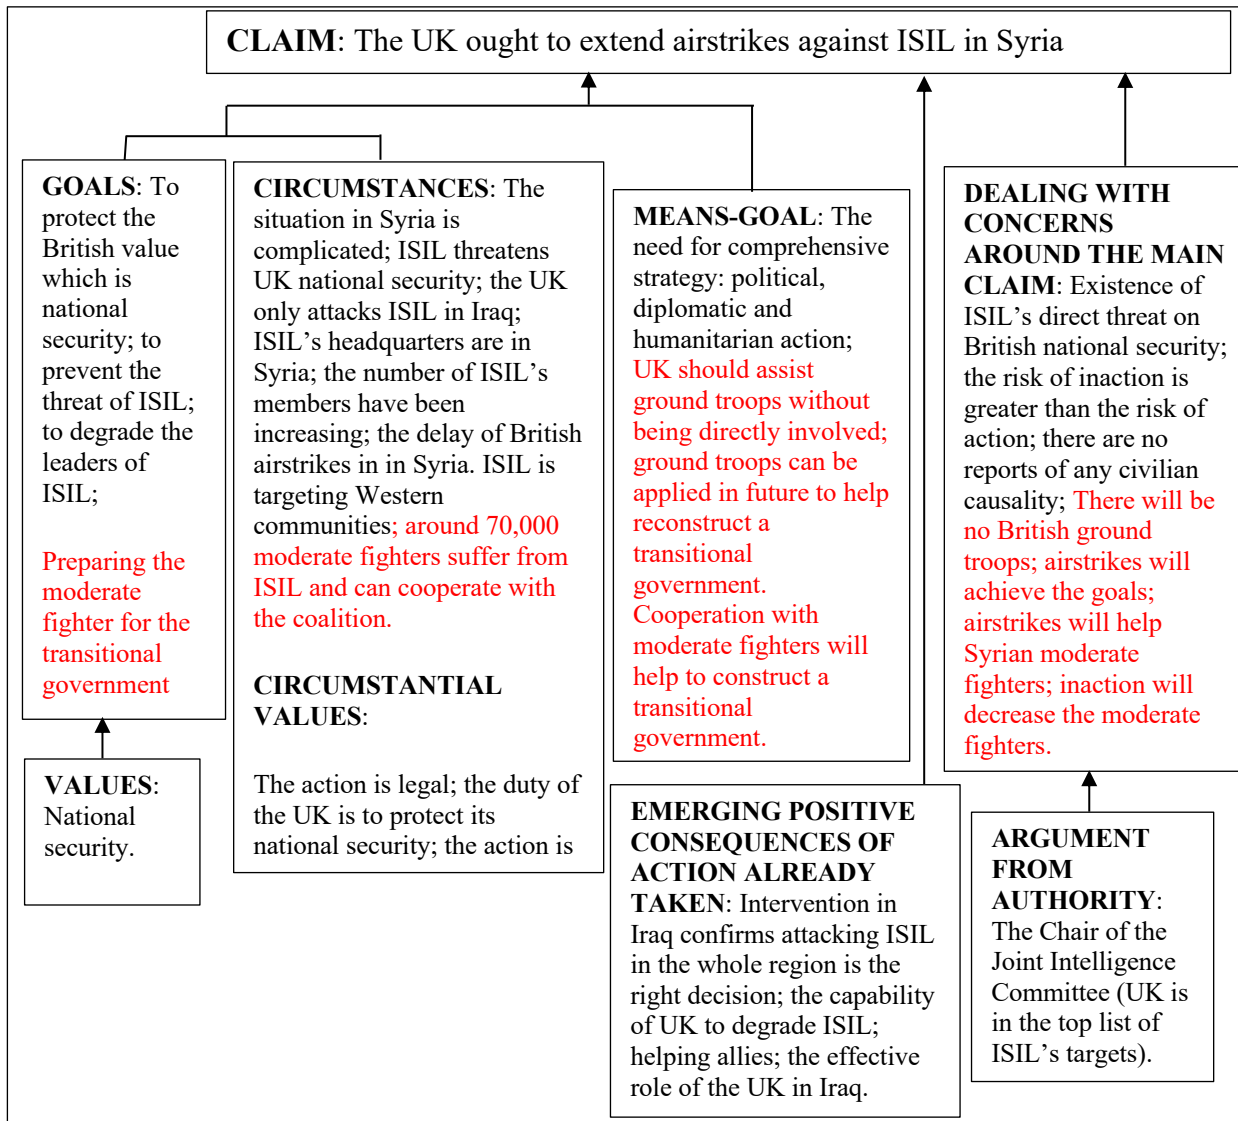 CLAIM: The UK ought to extend airstrikes against ISIL in Syria
GOALS: To
protect the
British value
which is
national
security; to
prevent the
threat of ISIL;
to degrade the
leaders of
ISIL;
Preparing the
moderate
fighter for the
transitional
government
VALUES:
National
security.
CIRCUMSTANCES: The
situation in Syria is
complicated; ISIL threatens
UK national security; the UK
only attacks ISIL in Iraq;
ISIL’s headquarters are in
Syria; the number of ISIL’s
members have been
increasing; the delay of British
airstrikes in in Syria. ISIL is
targeting Western
communities; around 70,000
moderate fighters suffer from
ISIL and can cooperate with
the coalition.
CIRCUMSTANTIAL
VALUES:
The action is legal; the duty of
the UK is to protect its
national security; the action is
MEANS-GOAL: The
need for comprehensive
strategy: political,
diplomatic and
humanitarian action;
UK should assist
ground troops without
being directly involved;
ground troops can be
applied in future to help
reconstruct a
transitional
government.
Cooperation with
moderate fighters will
help to construct a
transitional
government.
EMERGING POSITIVE
CONSEQUENCES OF
ACTION ALREADY
TAKEN: Intervention in
Iraq confirms attacking ISIL
in the whole region is the
right decision; the capability
of UK to degrade ISIL;
helping allies; the effective
role of the UK in Iraq.
DEALING WITH
CONCERNS
AROUND THE MAIN
CLAIM: Existence of
ISIL’s direct threat on
British national security;
the risk of inaction is
greater than the risk of
action; there are no
reports of any civilian
causality; There will be
no British ground
troops; airstrikes will
achieve the goals;
airstrikes will help
Syrian moderate
fighters; inaction will
decrease the moderate
fighters.
ARGUMENT
FROM
AUTHORITY:
The Chair of the
Joint Intelligence
Committee (UK is
in the top list of
ISIL’s targets).